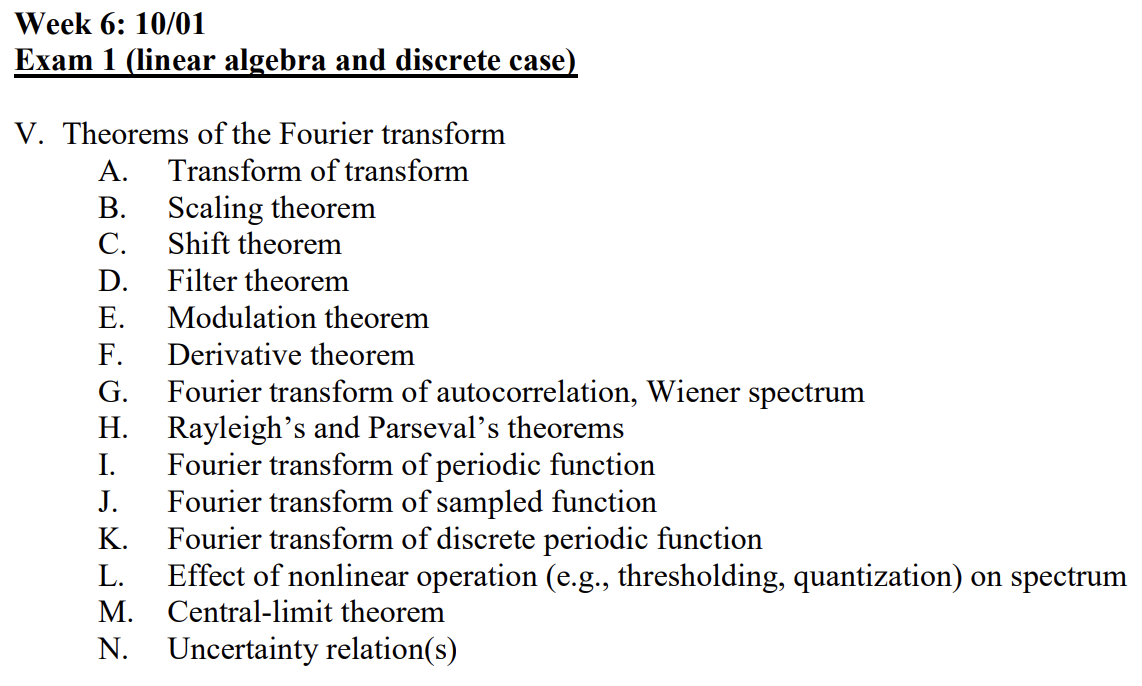 Week 6: 10/01
Exam 1 (linear algebra and discrete case)
V. Theorems of the Fourier transform
A. Transform of transform
B. Scaling theorem
C. Shift theorem
D. Filter theorem
E. Modulation theorem
F. Derivative theorem
G. Fourier transform of autocorrelation, Wiener spectrum
H. Rayleigh’s and Parseval’s theorems
I. Fourier transform of periodic function
J. Fourier transform of sampled function
K. Fourier transform of discrete periodic function
L. Effect of nonlinear operation (e.g., thresholding, quantization) on spectrum
M. Central-limit theorem
N. Uncertainty relation(s)